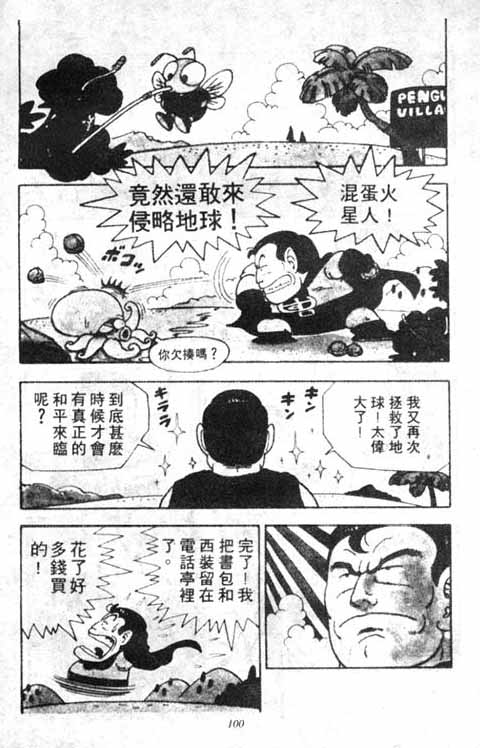 PENGU
VILLA
混蛋火
星人！
竟然還敢來
侵略地球！
ボコッ
你欠揍嗎？
我又再次
拯救了地
球！太偉
大了！
キン
キン
到底甚麼
時候才會
有真正的
和平來臨
呢？
完了！我
把書包和
西裝留在
電話亭裡
了。
花了好
多錢買
的！
100